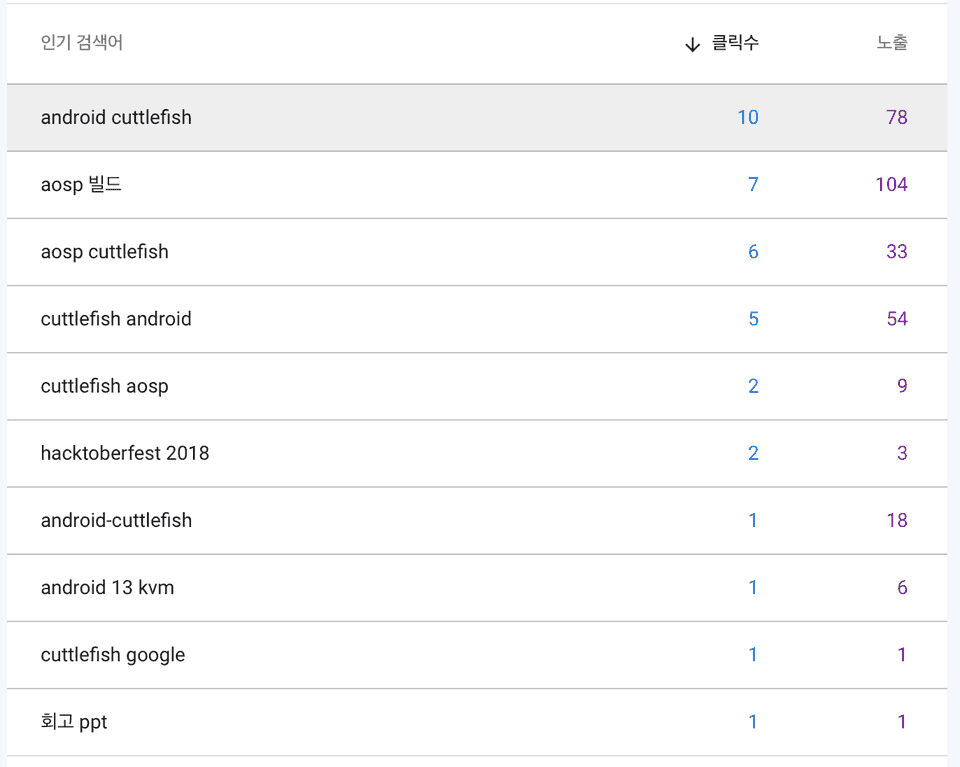 인기 검색어 ↓ 클릭수 노출
android cuttlefish 10 78
aosp 빌드 7 104
aosp cuttlefish 6 33
cuttlefish android 5 54
cuttlefish aosp 2 9
hacktoberfest 2018 2 3
android-cuttlefish 1 18
android 13 kvm 1 6
cuttlefish google 1 1
회고 ppt 1 1